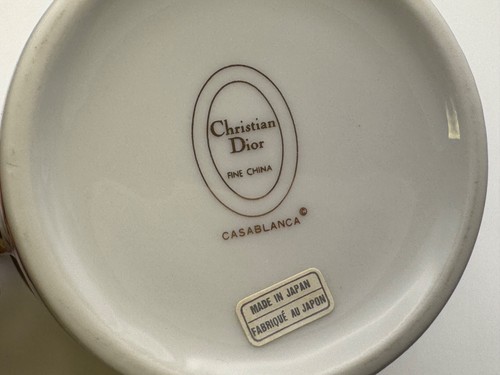 Christian
Dior
FINE CHINA
CASABLANCA©
MADE IN JAPAN
FABRIQUÉ AU JAPON